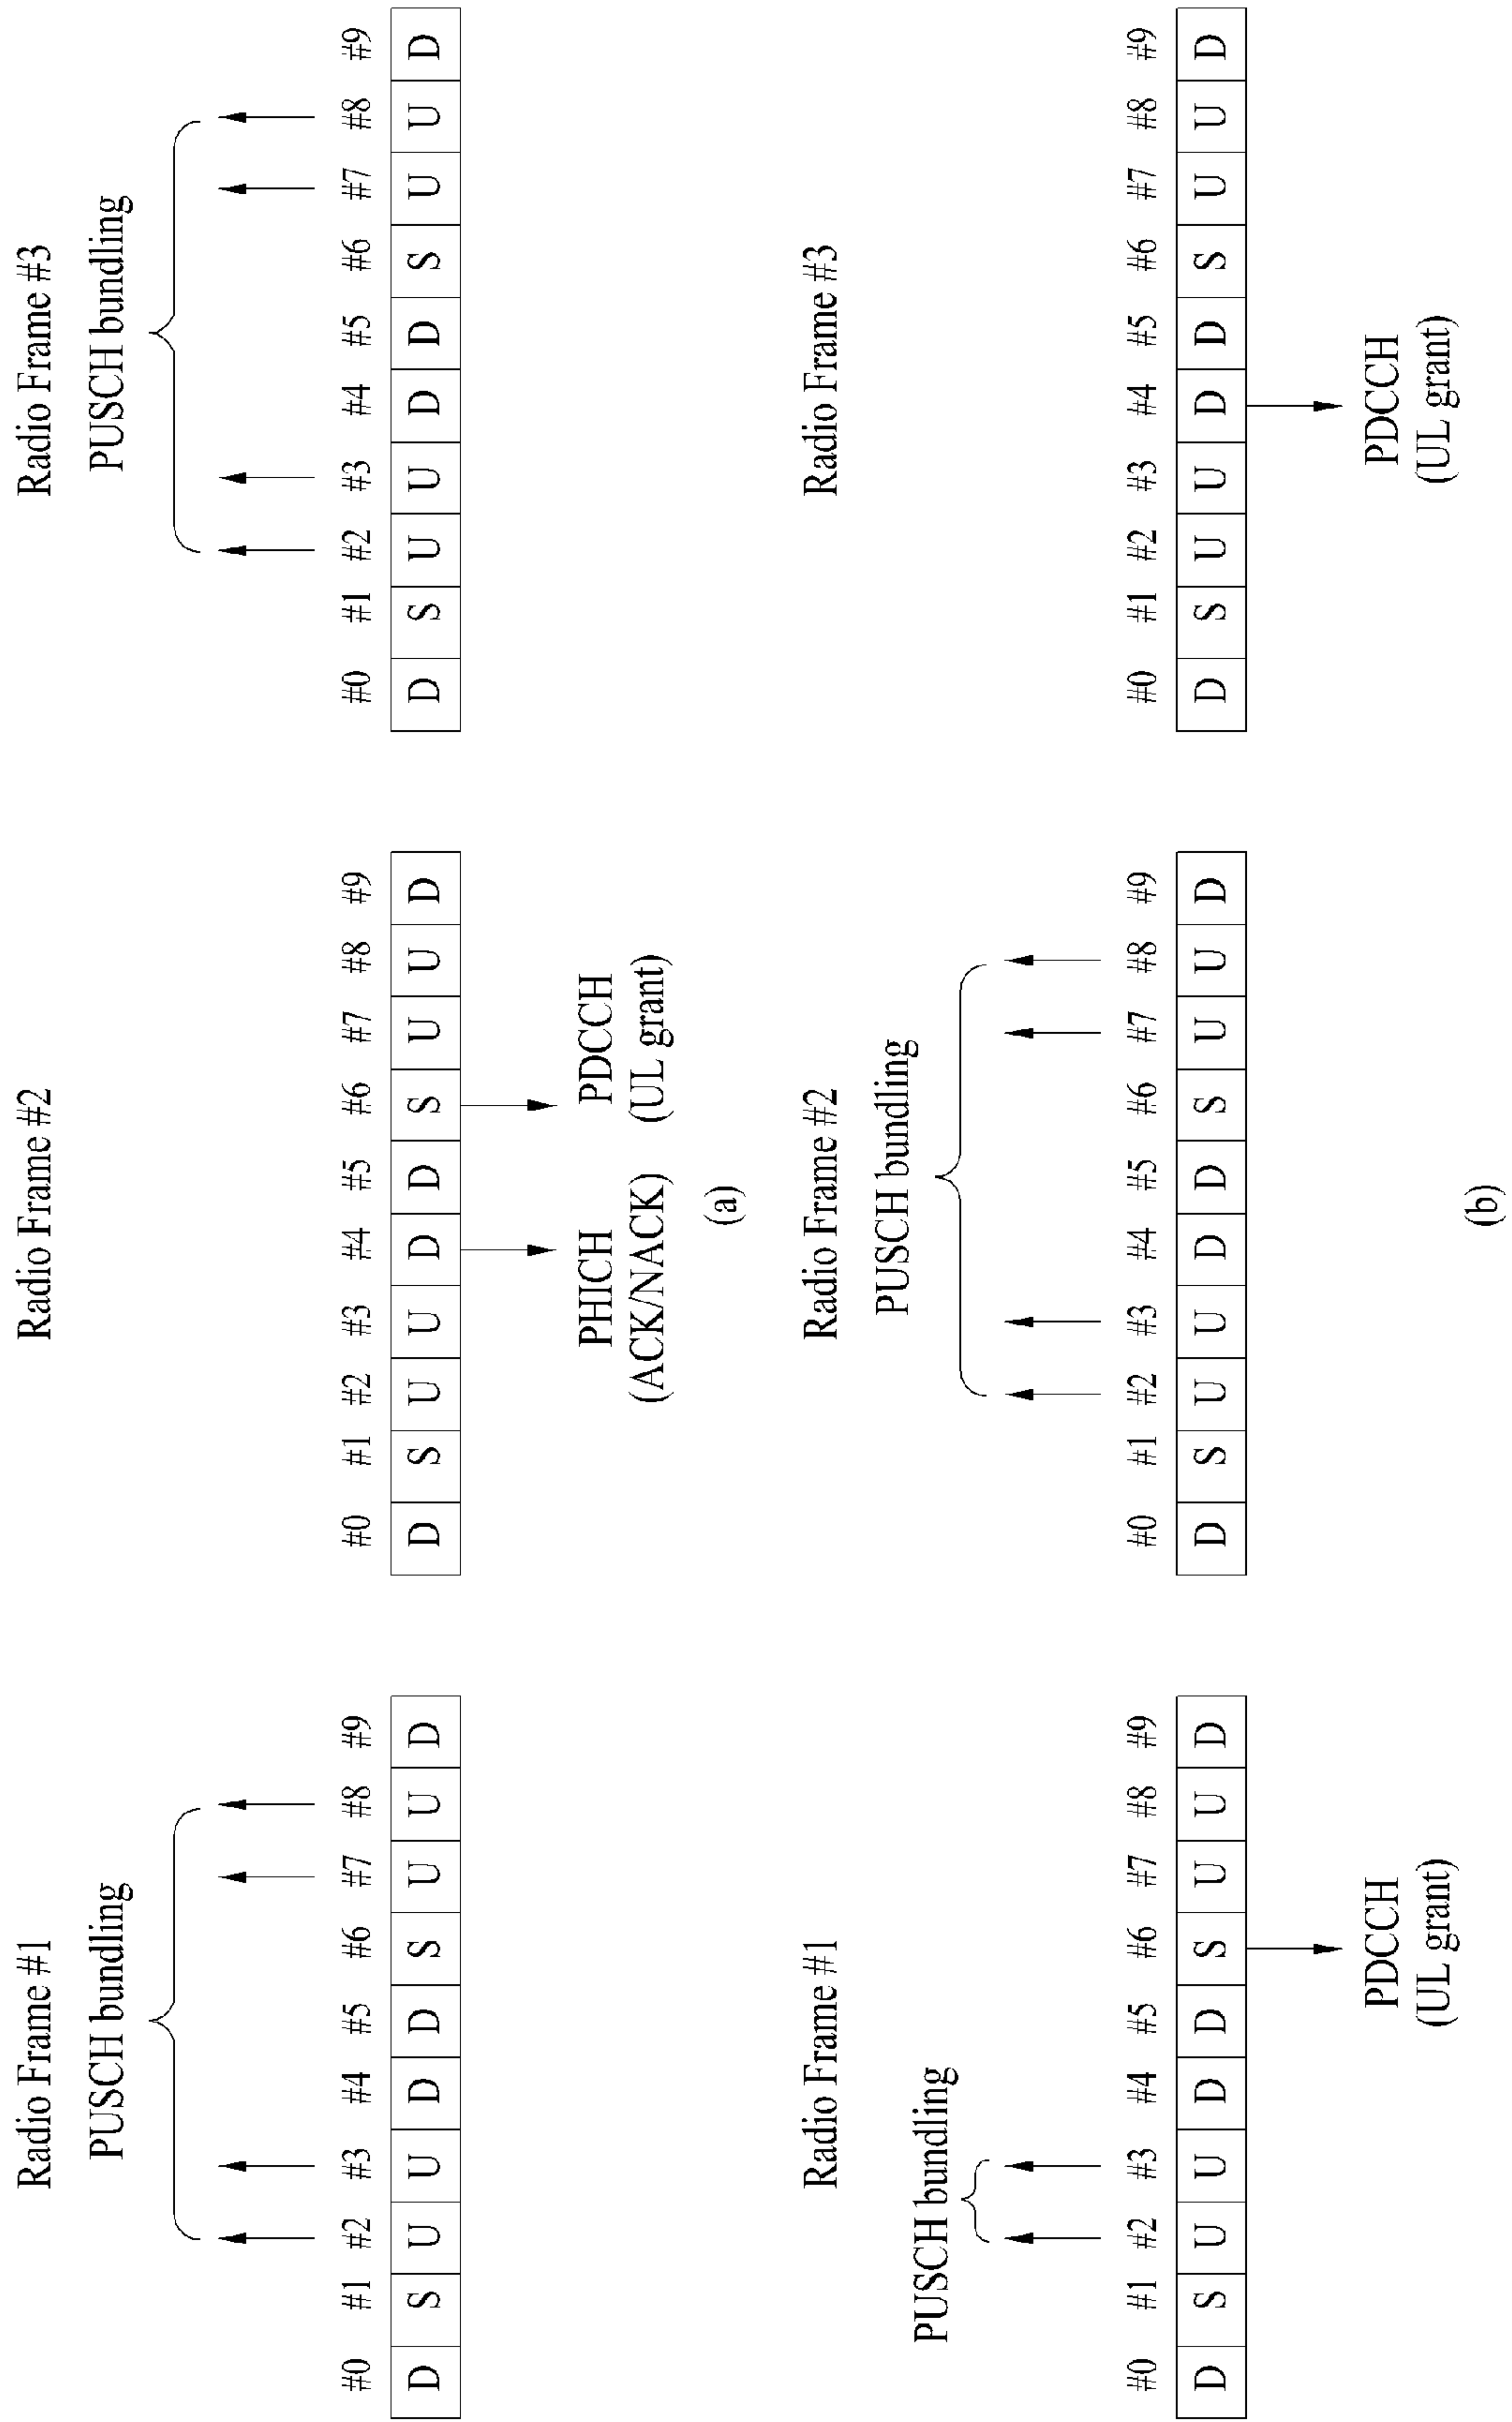 Radio Frame #1
PUSCH bundling
#0 #1 #2 #3 #4 #5 #6 #7 #8 #9
D S U U D D S U U D
Radio Frame #2
#0 #1 #2 #3 #4 #5 #6 #7 #8 #9
D S U U D D S U U D
PHICH
(ACK/NACK)
PDCCH
(UL grant)
Radio Frame #3
PUSCH bundling
#0 #1 #2 #3 #4 #5 #6 #7 #8 #9
D S U U D D S U U D
(a)
Radio Frame #1
PUSCH bundling
#0 #1 #2 #3 #4 #5 #6 #7 #8 #9
D S U U D D S U U D
PDCCH
(UL grant)
Radio Frame #2
PUSCH bundling
#0 #1 #2 #3 #4 #5 #6 #7 #8 #9
D S U U D D S U U D
Radio Frame #3
#0 #1 #2 #3 #4 #5 #6 #7 #8 #9
D S U U D D S U U D
PDCCH
(UL grant)
(b)